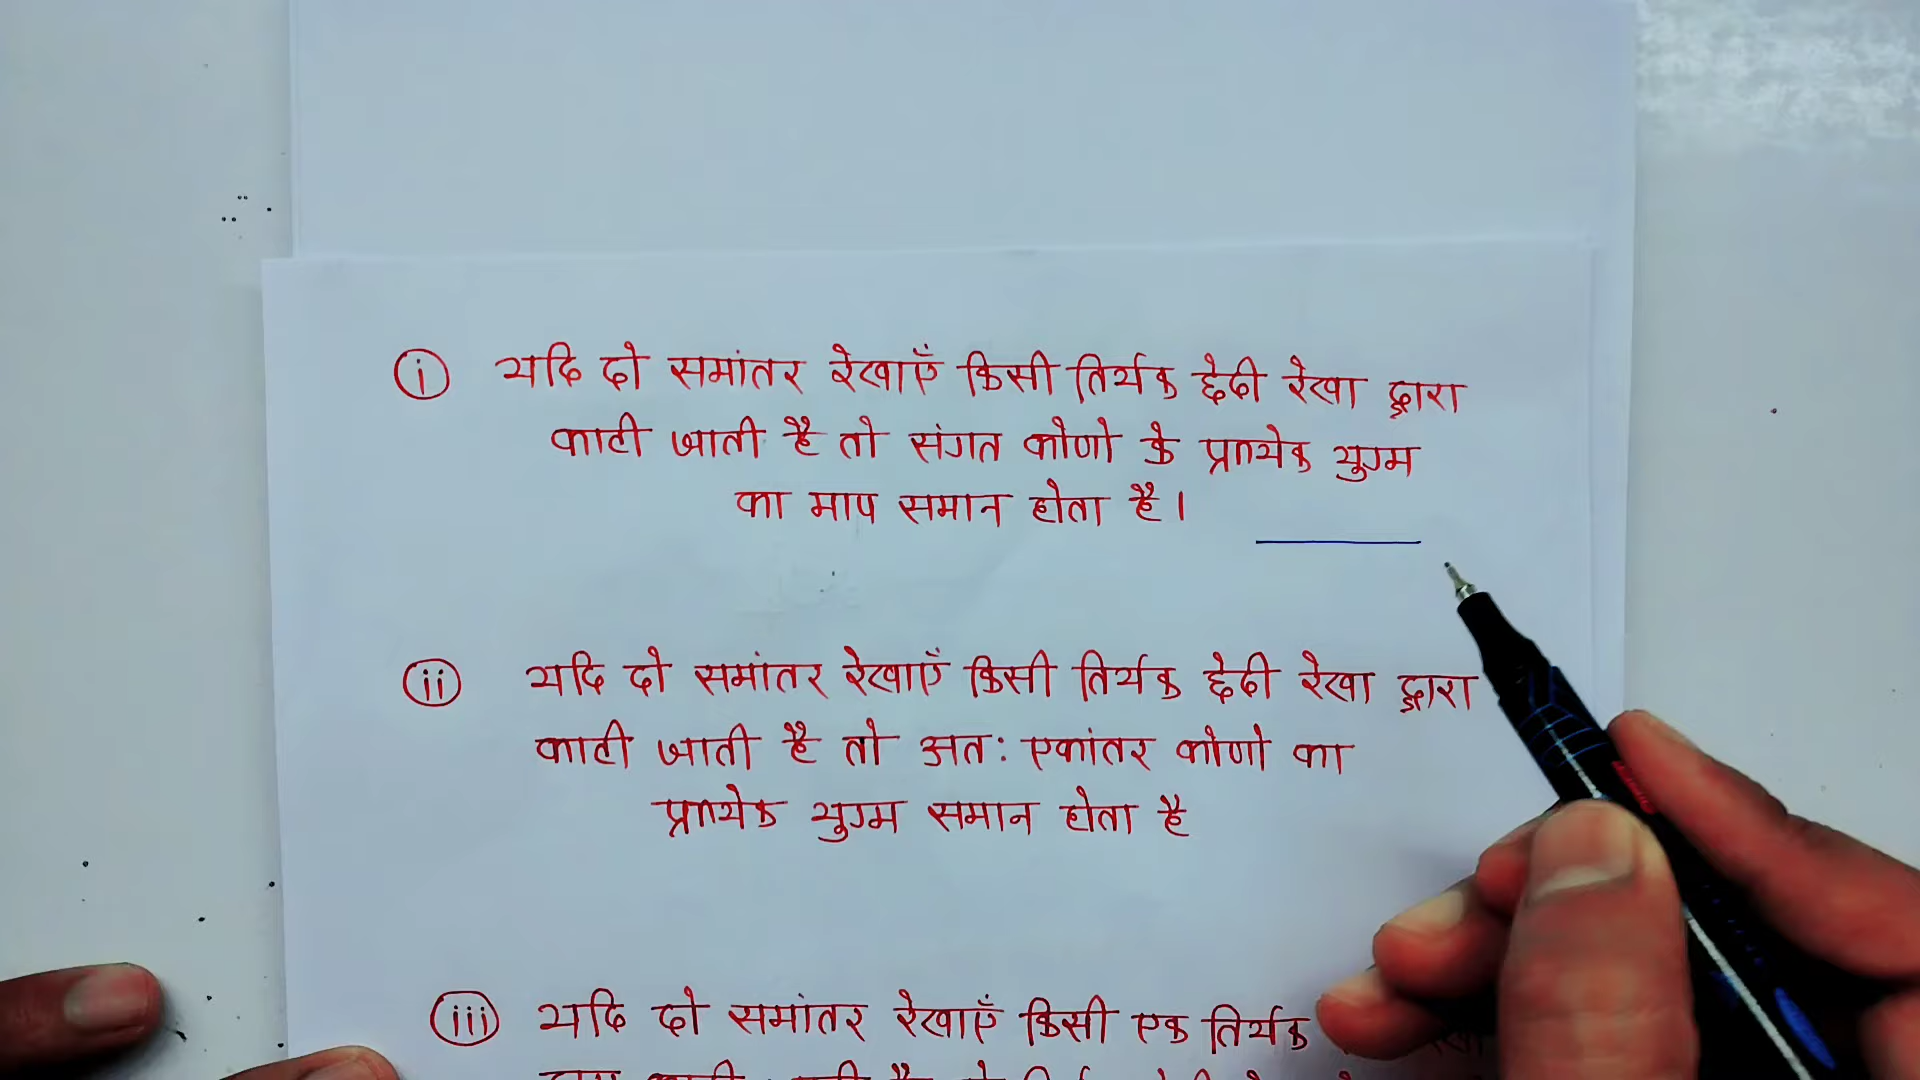 i यदि दो समांतर रेखाएँ किसी तिर्यक छेदी रेखा द्वारा
काटी जाती है तो संगत कोणो के प्रत्येक युग्म
का माप समान होता है।
ii यदि दो समांतर रेखाएँ किसी तिर्यक छेदी रेखा द्वारा
काटी जाती है तो अत: एकांतर कोणो का
प्रत्येक युग्म समान होता है
iii यदि दो समांतर रेखाएँ किसी एक तिर्यक